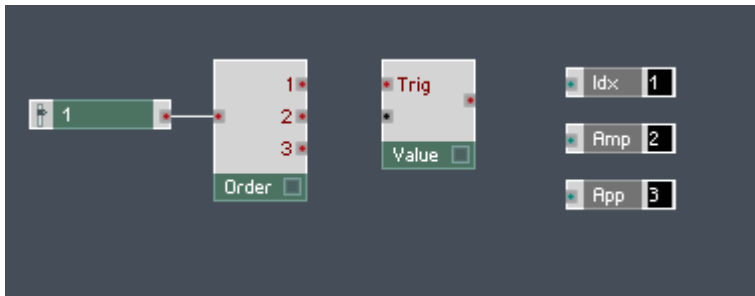 1
1
2
3
Order
Trig
Value
Idx 1
Amp 2
App 3